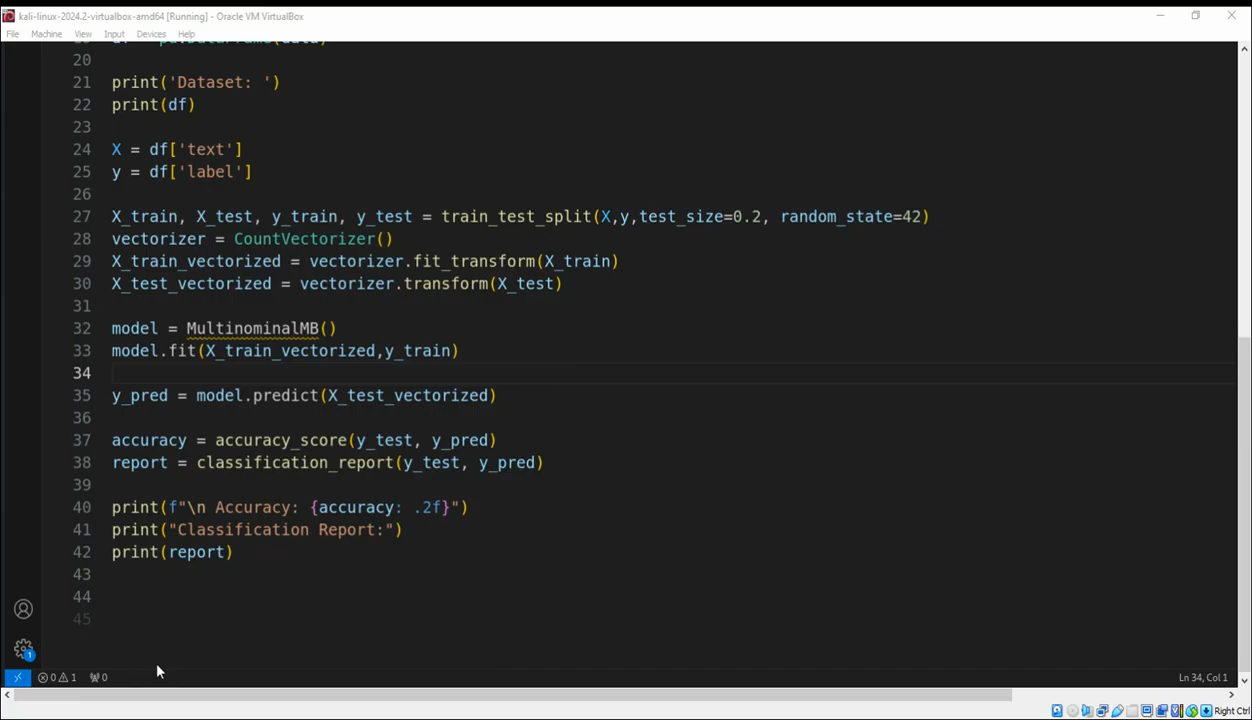 kali-linux-2024.2-virtualbox-amd64 [Running] - Oracle VM VirtualBox
File Machine View Input Devices Help
20
21 print('Dataset: ')
22 print(df)
23
24 X = df['text']
25 y = df['label']
26
27 X_train, X_test, y_train, y_test = train_test_split(X,y,test_size=0.2, random_state=42)
28 vectorizer = CountVectorizer()
29 X_train_vectorized = vectorizer.fit_transform(X_train)
30 X_test_vectorized = vectorizer.transform(X_test)
31
32 model = MultinominalMB()
33 model.fit(X_train_vectorized,y_train)
34
35 y_pred = model.predict(X_test_vectorized)
36
37 accuracy = accuracy_score(y_test, y_pred)
38 report = classification_report(y_test, y_pred)
39
40 print(f"\n Accuracy: {accuracy: .2f}")
41 print("Classification Report:")
42 print(report)
43
44
45
1
0 1 0 Ln 34, Col 1
Right Ctrl